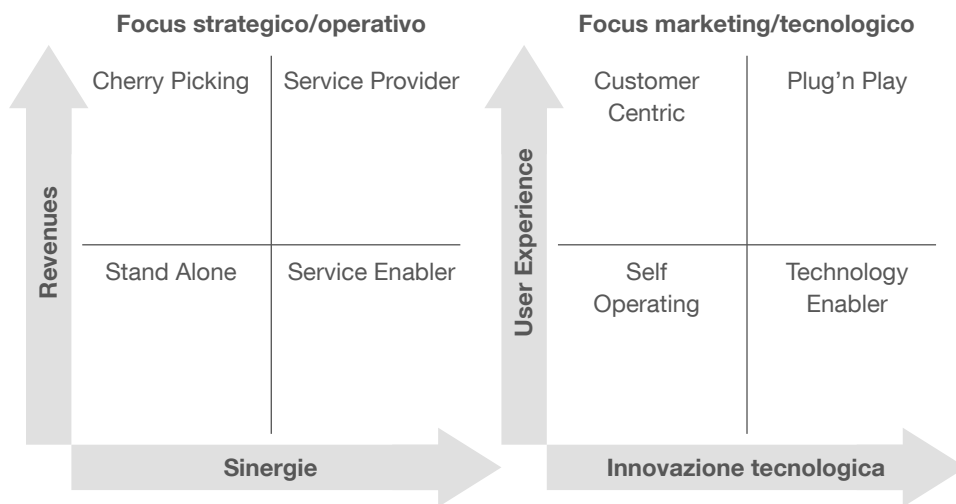 Focus strategico/operativo
Cherry Picking
Service Provider
Stand Alone
Service Enabler
Revenues
Sinergie
Focus marketing/tecnologico
Customer
Centric
Plug’n Play
Self
Operating
Technology
Enabler
User Experience
Innovazione tecnologica